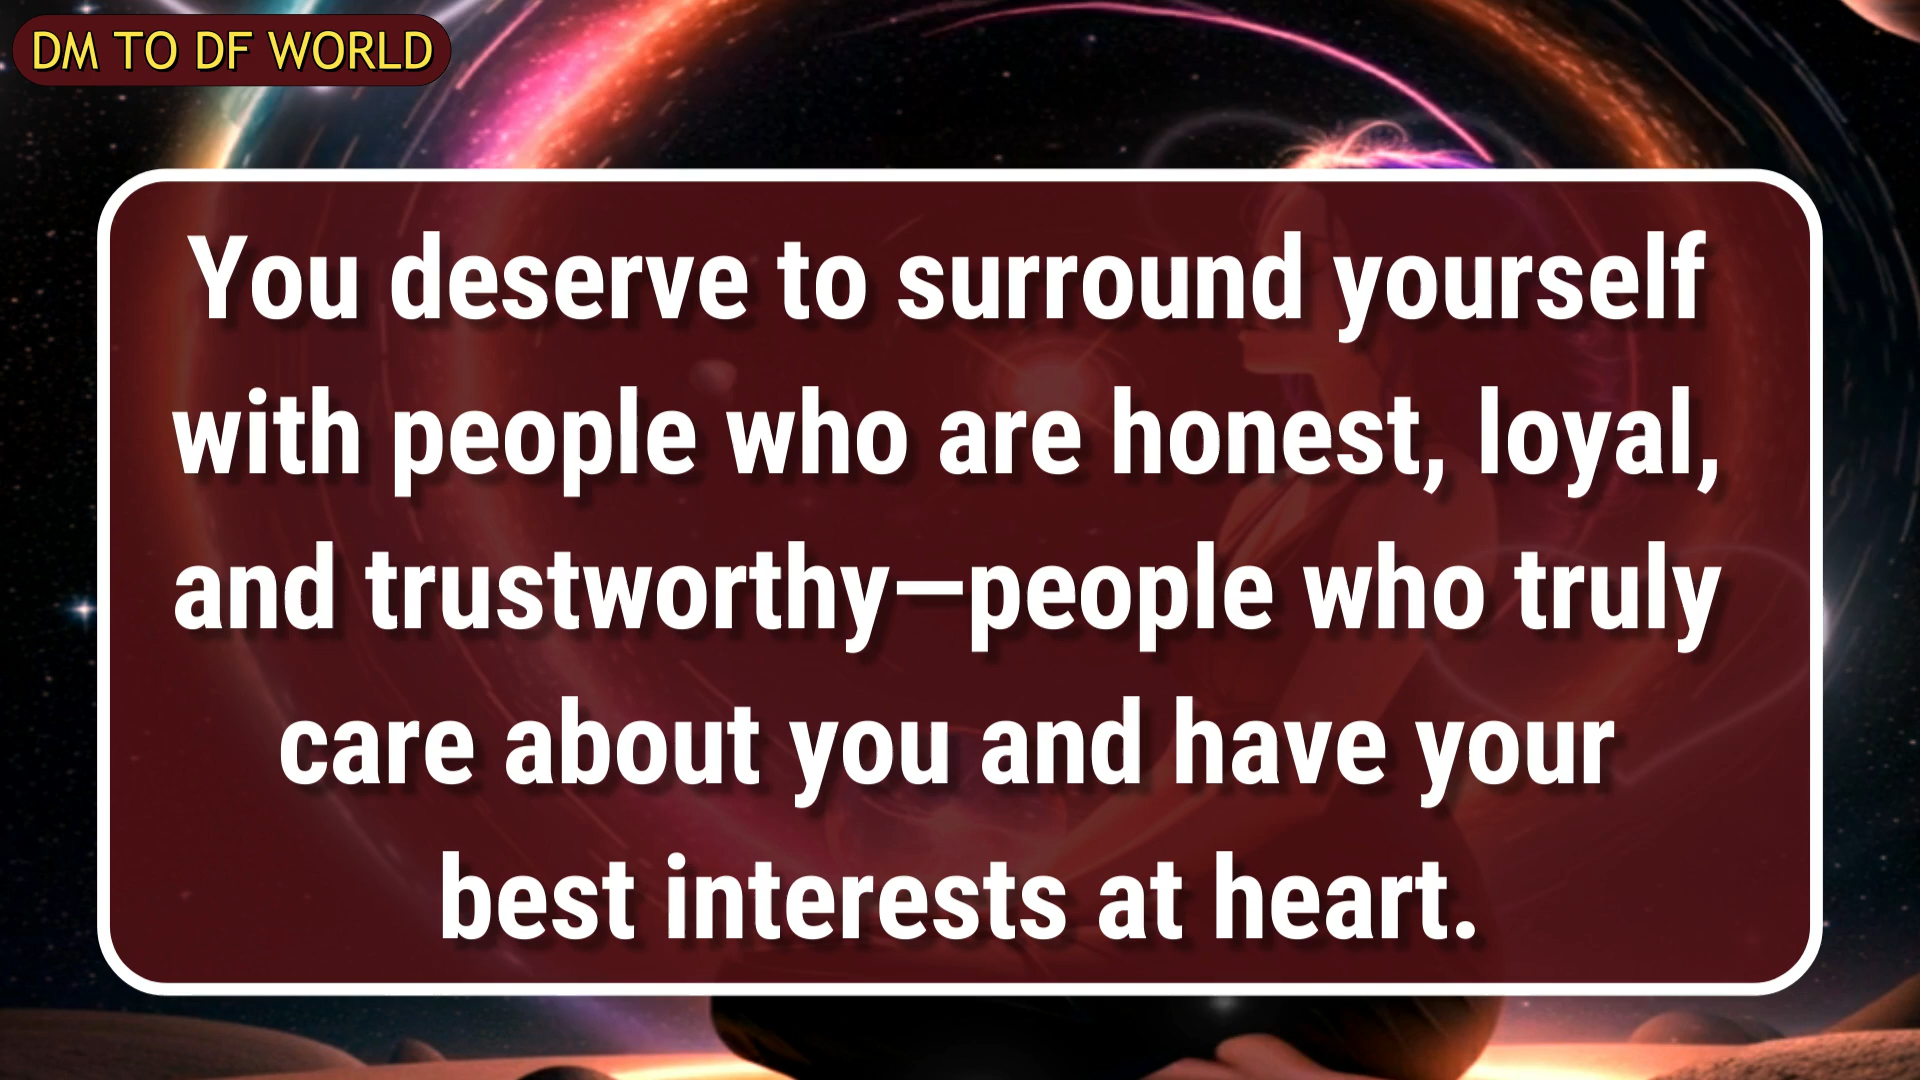 DM TO DF WORLD
You deserve to surround yourself
with people who are honest, loyal,
and trustworthy—people who truly
care about you and have your
best interests at heart.